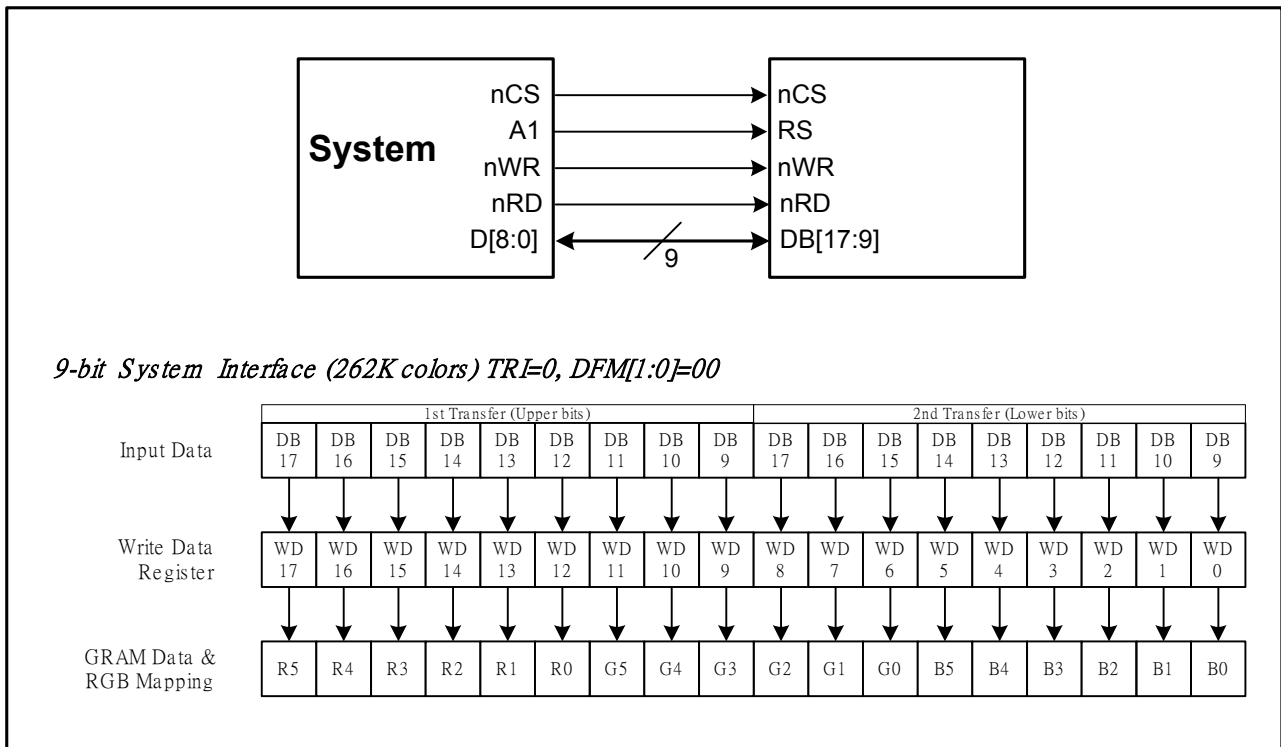 nCS nCS
System A1 RS
nWR nWR
nRD nRD
D[8:0] 9 DB[17:9]
9-bit System Interface (262K colors) TRI=0, DFM[1:0]=00
1st Transfer (Upper bits) 2nd Transfer (Lower bits)
Input Data DB 17 DB 16 DB 15 DB 14 DB 13 DB 12 DB 11 DB 10 DB 9 DB 17 DB 16 DB 15 DB 14 DB 13 DB 12 DB 11 DB 10 DB 9
Write Data Register WD 17 WD 16 WD 15 WD 14 WD 13 WD 12 WD 11 WD 10 WD 9 WD 8 WD 7 WD 6 WD 5 WD 4 WD 3 WD 2 WD 1 WD 0
GRAM Data & RGB Mapping R5 R4 R3 R2 R1 R0 G5 G4 G3 G2 G1 G0 B5 B4 B3 B2 B1 B0